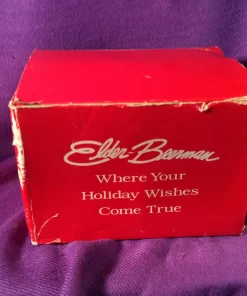 Elder-Beerman
Where Your
Holiday Wishes
Come True